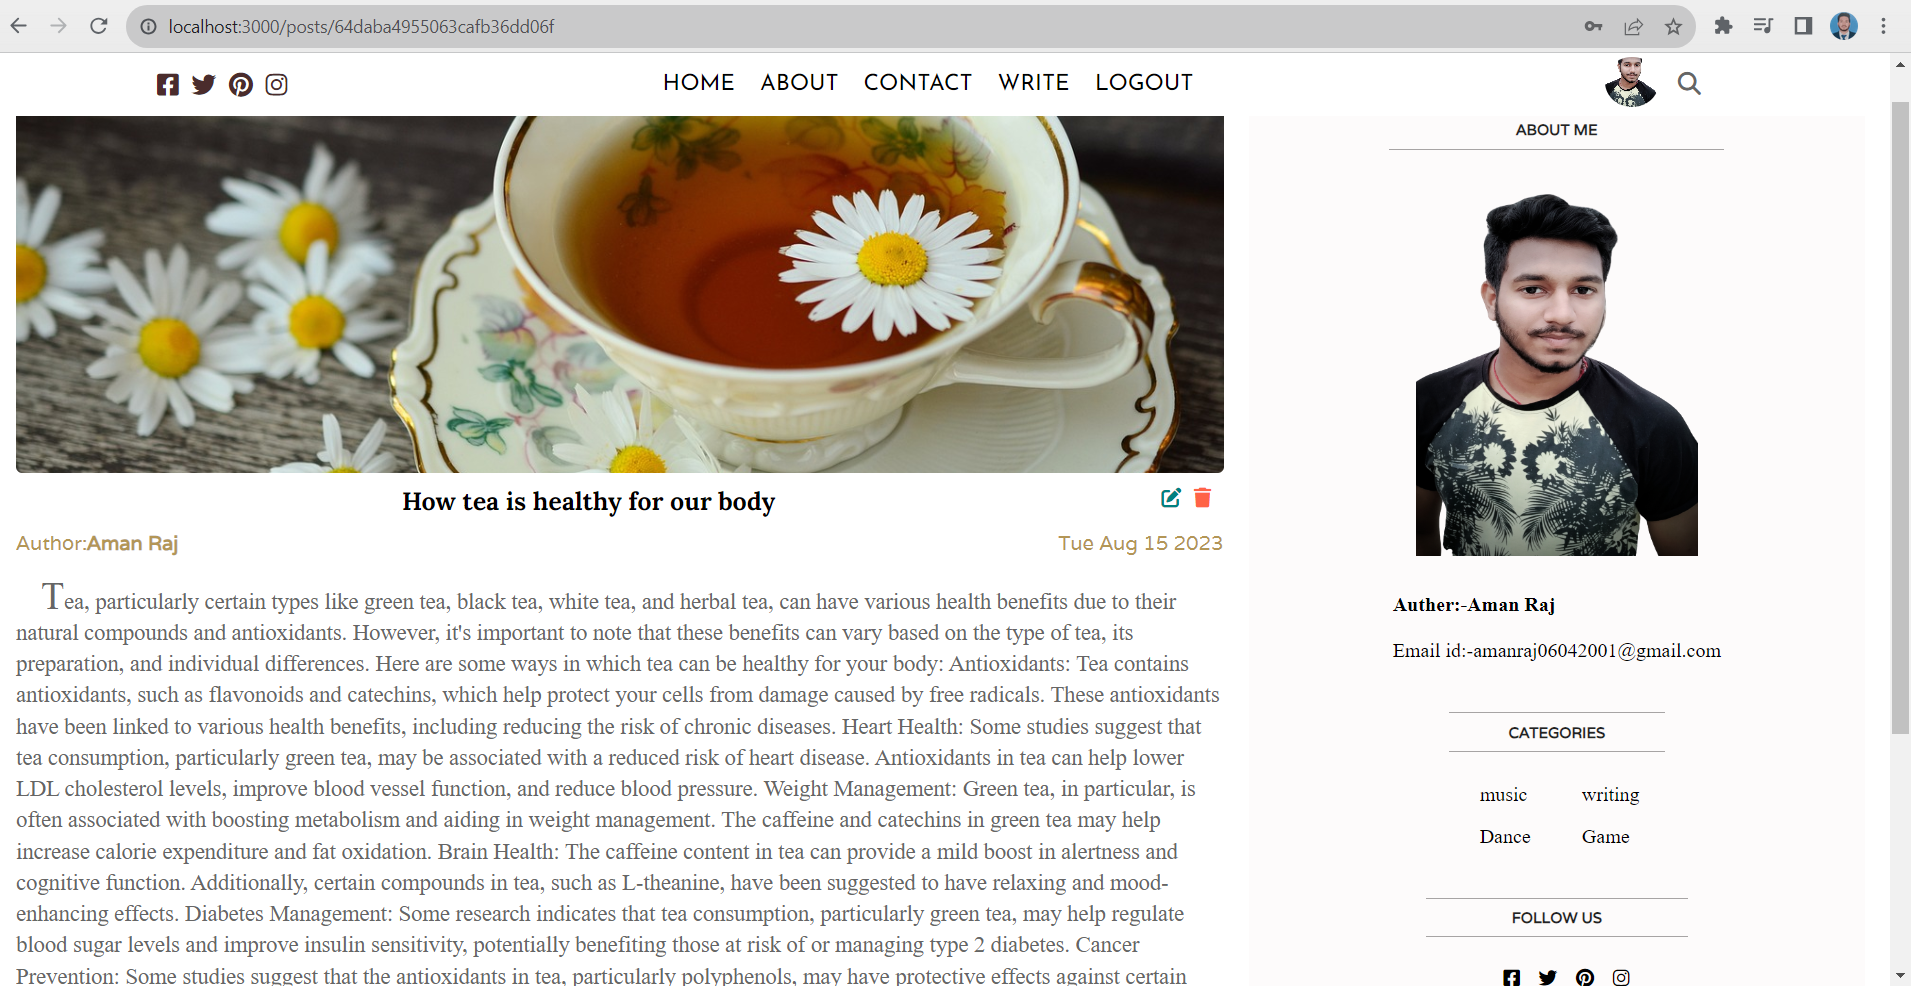 localhost:3000/posts/64daba4955063cafb36dd06f
HOME ABOUT CONTACT WRITE LOGOUT
How tea is healthy for our body
Author:Aman Raj
Tue Aug 15 2023
Tea, particularly certain types like green tea, black tea, white tea, and herbal tea, can have various health benefits due to their
natural compounds and antioxidants. However, it's important to note that these benefits can vary based on the type of tea, its
preparation, and individual differences. Here are some ways in which tea can be healthy for your body: Antioxidants: Tea contains
antioxidants, such as flavonoids and catechins, which help protect your cells from damage caused by free radicals. These antioxidants
have been linked to various health benefits, including reducing the risk of chronic diseases. Heart Health: Some studies suggest that
tea consumption, particularly green tea, may be associated with a reduced risk of heart disease. Antioxidants in tea can help lower
LDL cholesterol levels, improve blood vessel function, and reduce blood pressure. Weight Management: Green tea, in particular, is
often associated with boosting metabolism and aiding in weight management. The caffeine and catechins in green tea may help
increase calorie expenditure and fat oxidation. Brain Health: The caffeine content in tea can provide a mild boost in alertness and
cognitive function. Additionally, certain compounds in tea, such as L-theanine, have been suggested to have relaxing and mood-
enhancing effects. Diabetes Management: Some research indicates that tea consumption, particularly green tea, may help regulate
blood sugar levels and improve insulin sensitivity, potentially benefiting those at risk of or managing type 2 diabetes. Cancer
Prevention: Some studies suggest that the antioxidants in tea, particularly polyphenols, may have protective effects against certain
ABOUT ME
Auther:-Aman Raj
Email id:-amanraj06042001@gmail.com
CATEGORIES
music writing
Dance Game
FOLLOW US